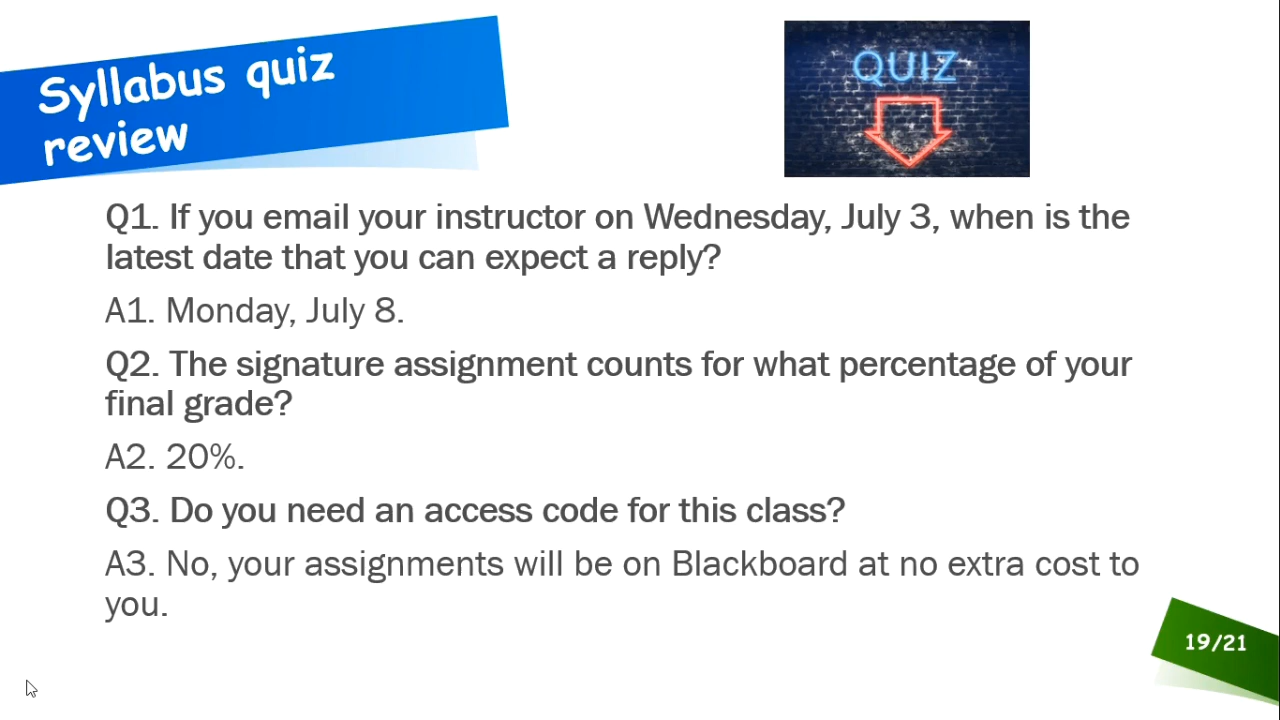 Syllabus quiz
review
QUIZ
Q1. If you email your instructor on Wednesday, July 3, when is the
latest date that you can expect a reply?
A1. Monday, July 8.
Q2. The signature assignment counts for what percentage of your
final grade?
A2. 20%.
Q3. Do you need an access code for this class?
A3. No, your assignments will be on Blackboard at no extra cost to
you.
19/21